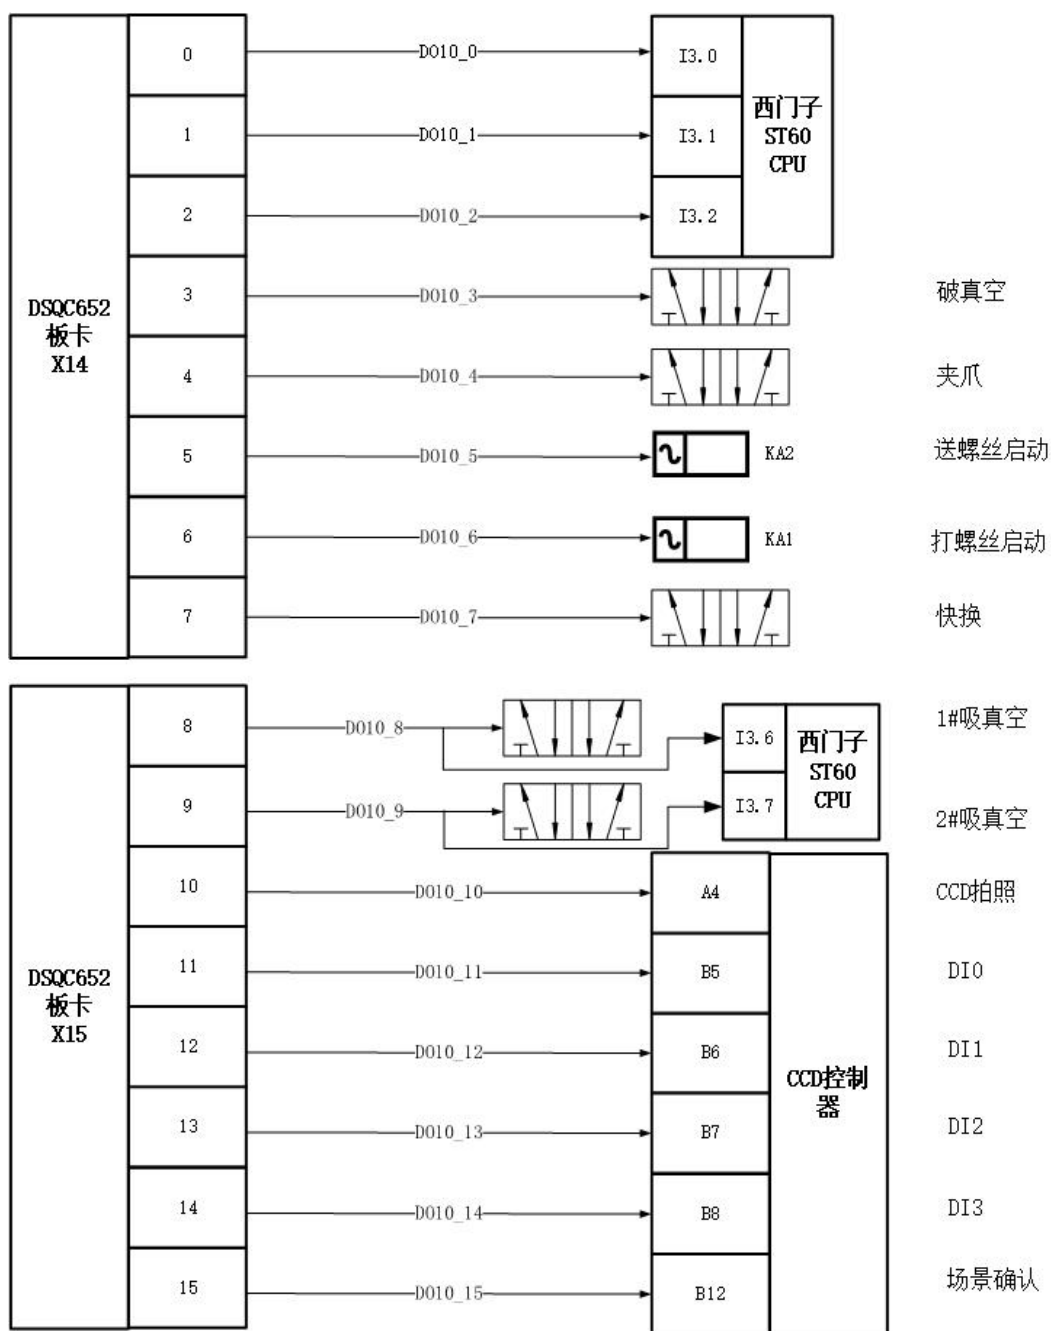 0 DO10_0 I3.0
1 DO10_1 I3.1
2 DO10_2 I3.2
西门子
ST60
CPU
DSQC652
板卡
X14
3 DO10_3 破真空
4 DO10_4 夹爪
5 DO10_5 KA2 送螺丝启动
6 DO10_6 KA1 打螺丝启动
7 DO10_7 快换
8 DO10_8 I3.6 1#吸真空
9 DO10_9 I3.7 2#吸真空
西门子
ST60
CPU
10 DO10_10 A4 CCD拍照
11 DO10_11 B5 DI0
DSQC652
板卡
X15
12 DO10_12 B6 DI1
CCD控制
器
13 DO10_13 B7 DI2
14 DO10_14 B8 DI3
15 DO10_15 B12 场景确认